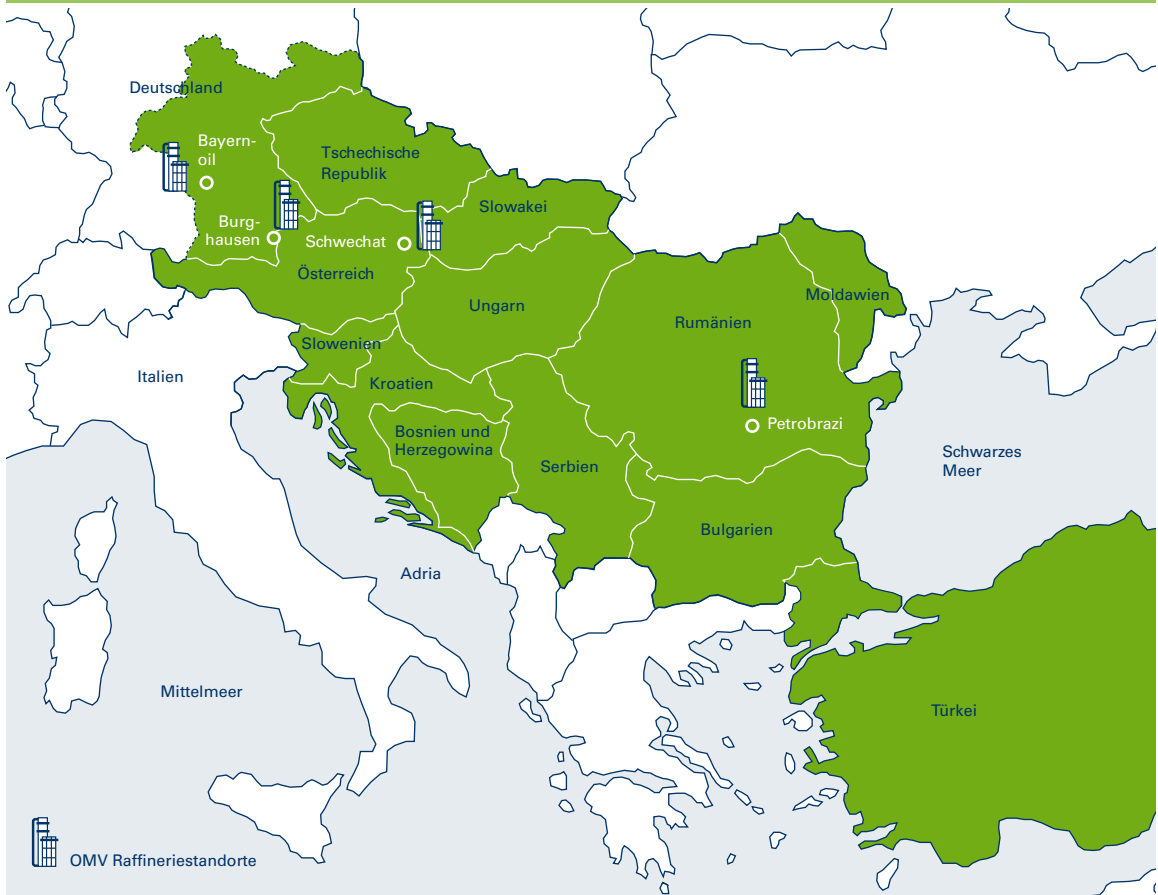 Deutschland
Bayern-
oil
Tschechische
Republik
Slowakei
Burg-
hausen
Schwechat
Österreich
Ungarn
Moldawien
Rumänien
Slowenien
Italien
Kroatien
Petrobrazi
Bosnien und
Herzegowina
Serbien
Schwarzes
Meer
Bulgarien
Adria
Mittelmeer
Türkei
OMV Raffineriestandorte